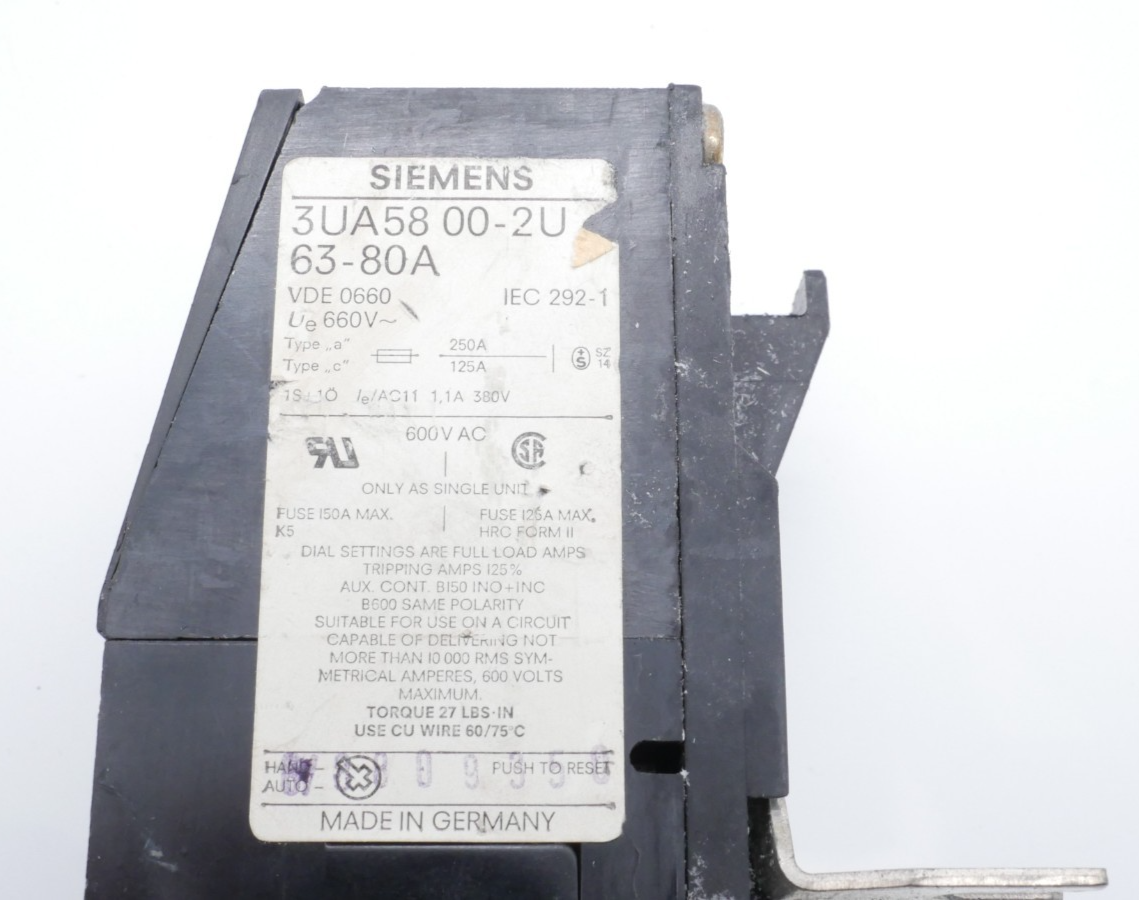 SIEMENS
3UA58 00-2U
63-80A
VDE 0660 IEC 292-1
Ue 660V~
Type „a" 250A
Type „c" 125A
SZ
14
S
1S+1Ö Ie/AC11 1,1A 380V
600V AC
ONLY AS SINGLE UNIT
FUSE 150A MAX. FUSE 125A MAX.
K5 HRC FORM II
DIAL SETTINGS ARE FULL LOAD AMPS
TRIPPING AMPS 125%
AUX. CONT. B150 INO+INC
B600 SAME POLARITY
SUITABLE FOR USE ON A CIRCUIT
CAPABLE OF DELIVERING NOT
MORE THAN 10 000 RMS SYM-
METRICAL AMPERES, 600 VOLTS
MAXIMUM.
TORQUE 27 LBS·IN
USE CU WIRE 60/75°C
HAND- PUSH TO RESET
AUTO -
MADE IN GERMANY